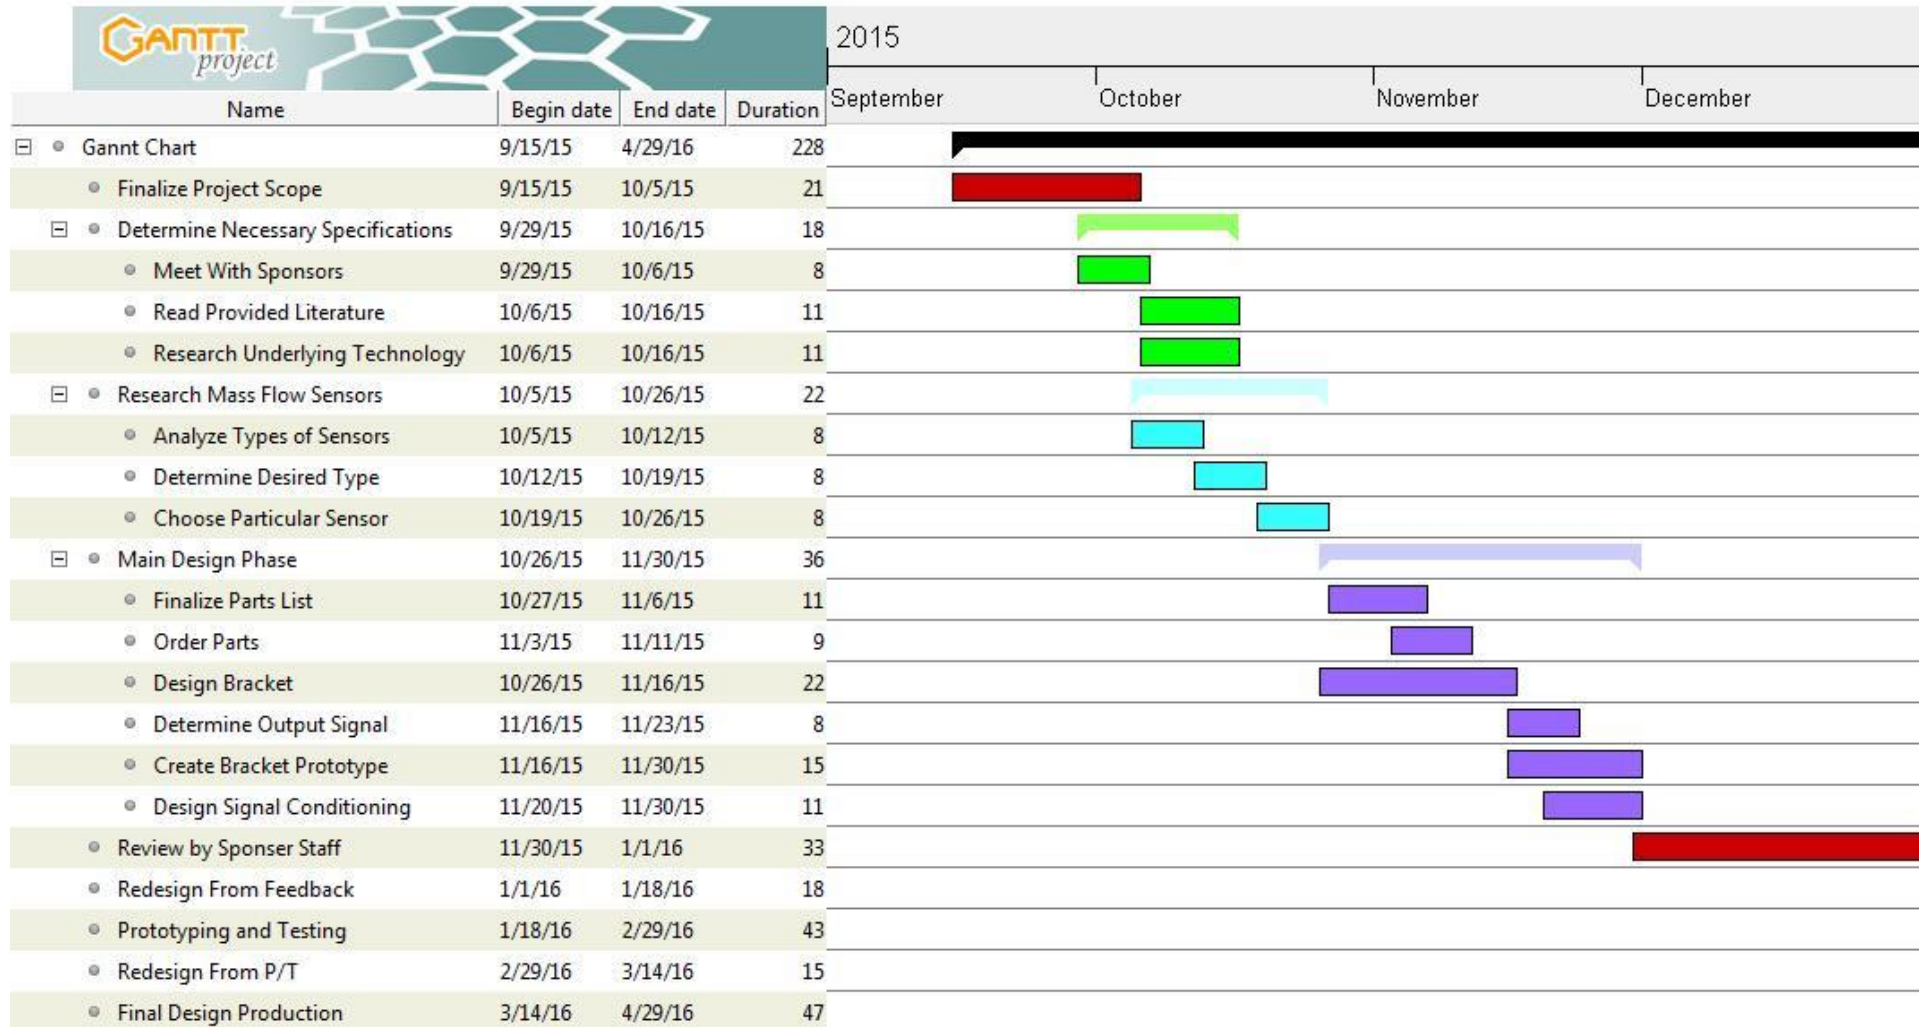 GANTT
project
2015
September October November December
Name Begin date End date Duration
Gannt Chart 9/15/15 4/29/16 228
Finalize Project Scope 9/15/15 10/5/15 21
Determine Necessary Specifications 9/29/15 10/16/15 18
Meet With Sponsors 9/29/15 10/6/15 8
Read Provided Literature 10/6/15 10/16/15 11
Research Underlying Technology 10/6/15 10/16/15 11
Research Mass Flow Sensors 10/5/15 10/26/15 22
Analyze Types of Sensors 10/5/15 10/12/15 8
Determine Desired Type 10/12/15 10/19/15 8
Choose Particular Sensor 10/19/15 10/26/15 8
Main Design Phase 10/26/15 11/30/15 36
Finalize Parts List 10/27/15 11/6/15 11
Order Parts 11/3/15 11/11/15 9
Design Bracket 10/26/15 11/16/15 22
Determine Output Signal 11/16/15 11/23/15 8
Create Bracket Prototype 11/16/15 11/30/15 15
Design Signal Conditioning 11/20/15 11/30/15 11
Review by Sponser Staff 11/30/15 1/1/16 33
Redesign From Feedback 1/1/16 1/18/16 18
Prototyping and Testing 1/18/16 2/29/16 43
Redesign From P/T 2/29/16 3/14/16 15
Final Design Production 3/14/16 4/29/16 47